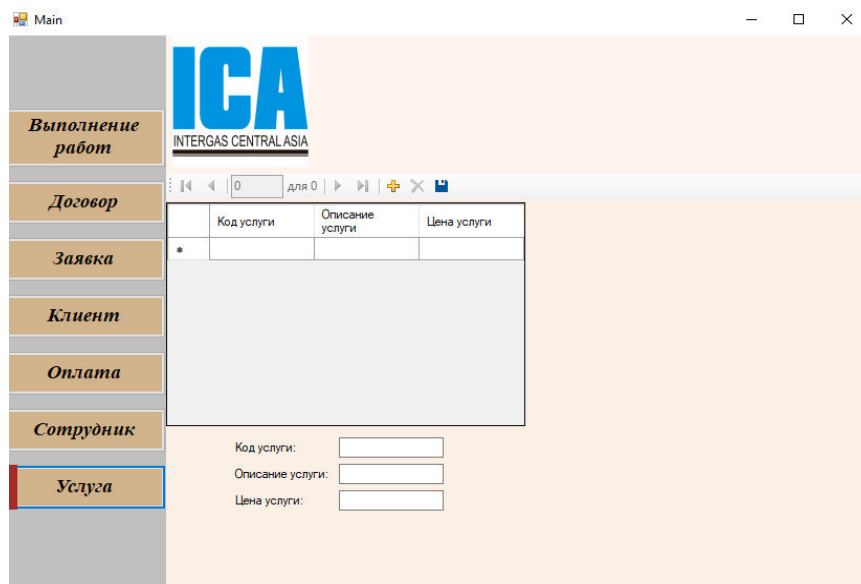 Main
ICA
INTERGAS CENTRAL ASIA
Выполнение
работ
Договор
Заявка
Клиент
Оплата
Сотрудник
Услуга
0 для 0
Код услуги
Описание
услуги
Цена услуги
*
Код услуги:
Описание услуги:
Цена услуги: